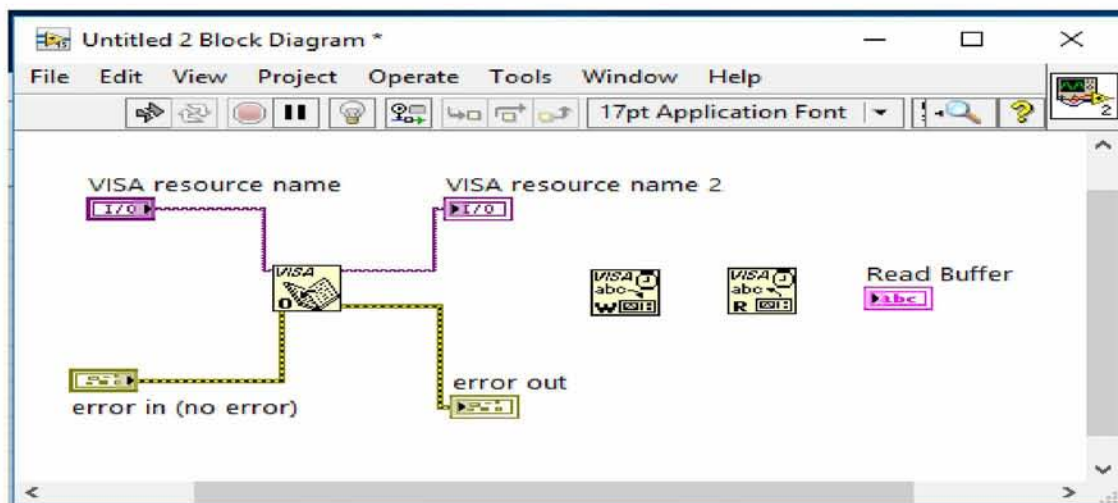 Untitled 2 Block Diagram *
File Edit View Project Operate Tools Window Help
17pt Application Font
2
VISA resource name VISA resource name 2
I/O I/O
VISA
O
VISA
abc
W
VISA
abc
R
Read Buffer
abc
error in (no error)
error out